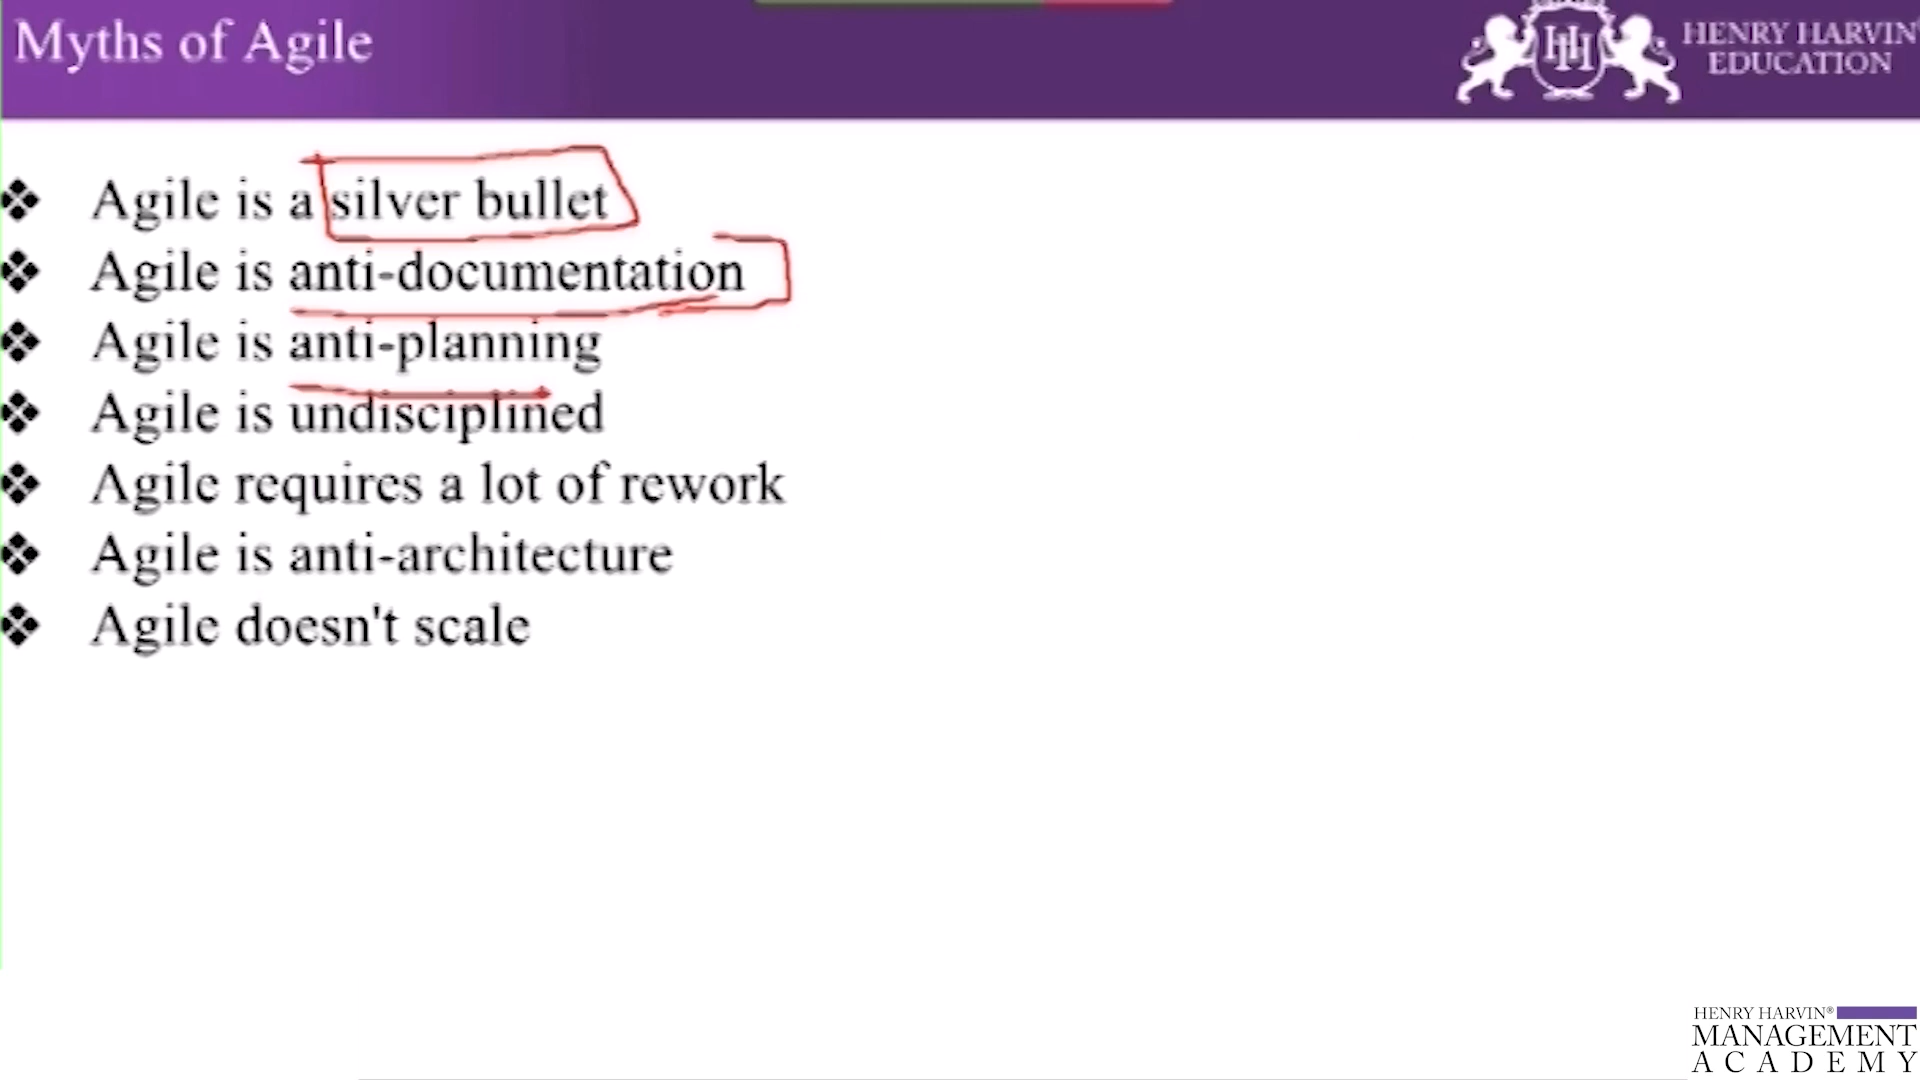 Myths of Agile
HENRY HARVIN
EDUCATION
❖ Agile is a silver bullet
❖ Agile is anti-documentation
❖ Agile is anti-planning
❖ Agile is undisciplined
❖ Agile requires a lot of rework
❖ Agile is anti-architecture
❖ Agile doesn't scale
HENRY HARVIN®
MANAGEMENT
ACADEMY